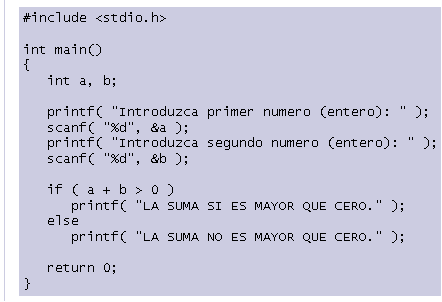 #include <stdio.h>
int main()
{
int a, b;
printf( "Introduzca primer numero (entero): " );
scanf( "%d", &a );
printf( "Introduzca segundo numero (entero): " );
scanf( "%d", &b );
if ( a + b > 0 )
printf( "LA SUMA SI ES MAYOR QUE CERO." );
else
printf( "LA SUMA NO ES MAYOR QUE CERO." );
return 0;
}